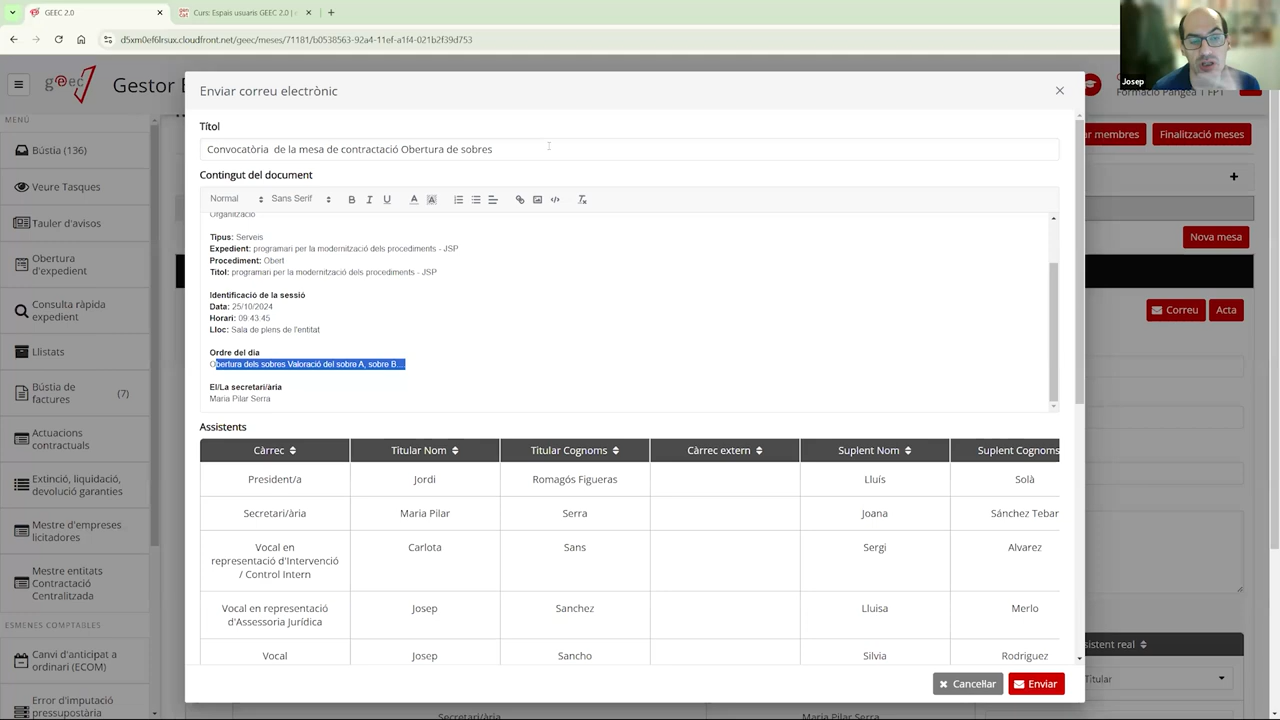 GEEC 2.0
Curs: Espais usuaris GEEC 2.0 | e
d5xm0ef6lrsux.cloudfront.net/geec/meses/71181/b0538563-92a4-11ef-a1f4-021b2f39d753
Josep
geec
Gestor E
Formació Pangea i FPT
MENÚ
Bústia (136)
Veure Tasques
Tauler d'avisos
Obertura
d'expedient
Consulta ràpida
expedient
Llistats
Bústia de
factures
(7)
Actuacions
contractuals
Extinció, liquidació,
devolució garanties
Mestre d'empreses
licitadores
Mestre entitats
Contractació
Centralitzada
ESMENES COMPTABLES
Canvi d'anticipat a
ordinari (ECOM)
Error d'imputació
pressupostària
Enviar correu electrònic
Títol
Convocatòria de la mesa de contractació Obertura de sobres
Contingut del document
Normal
Sans Serif
B I U A A
Organització
Tipus: Serveis
Expedient: programari per la modernització dels procediments - JSP
Procediment: Obert
Titol: programari per la modernització dels procediments - JSP
Identificació de la sessió
Data: 25/10/2024
Horari: 09:43:45
Lloc: Sala de plens de l'entitat
Ordre del dia
Obertura dels sobres Valoració del sobre A, sobre B...
El/La secretari/ària
Maria Pilar Serra
Assistents
Càrrec Titular Nom Titular Cognoms Càrrec extern Suplent Nom Suplent Cognoms
President/a Jordi Romagós Figueras Lluís Solà
Secretari/ària Maria Pilar Serra Joana Sánchez Tebar
Vocal en
representació d'Intervenció
/ Control Intern
Carlota Sans Sergi Alvarez
Vocal en representació
d'Assessoria Jurídica
Josep Sanchez Lluisa Merlo
Vocal Josep Sancho Silvia Rodriguez
Cancel·lar
Enviar
ar membres
Finalització meses
Nova mesa
Correu
Acta
sistent real
Titular
Secretari/ària
Maria Pilar Serra